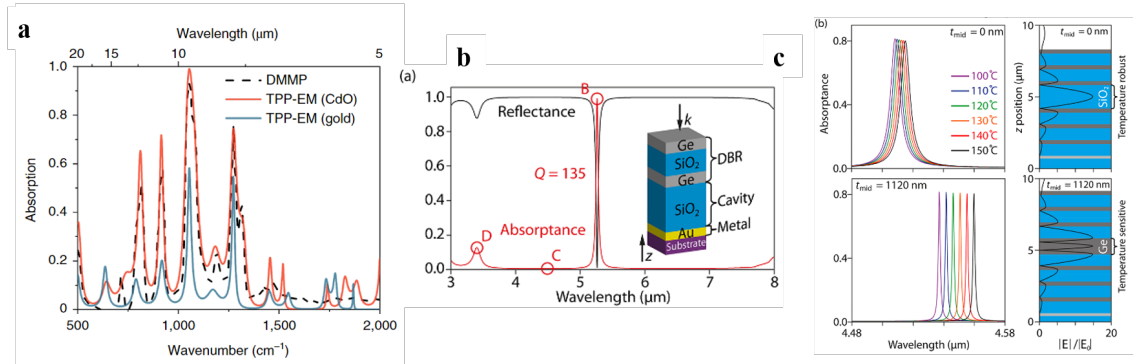 a
Wavelength (μm)
20 15 10 5
1.0
0.8
0.6
0.4
0.2
0
Absorption
DMMP
TPP-EM (CdO)
TPP-EM (gold)
500 1,000 1,500 2,000
Wavenumber (cm⁻¹)
b
(a)
1.0
0.8
0.6
0.4
0.2
0.0
Reflectance
B
Q = 135
Absorptance
D
C
k
Ge
SiO₂
Ge
SiO₂
Au
Substrate
DBR
Cavity
Metal
z
3 4 5 6 7 8
Wavelength (μm)
c
(b)
0.8
0.4
0.0
Absorptance
tmid = 0 nm
100℃
110℃
120℃
130℃
140℃
150℃
tmid = 0 nm
10
5
0
z position (μm)
SiO₂
Temperature robust
0.8
0.4
0.0
tmid = 1120 nm
4.48 4.58
Wavelength (μm)
tmid = 1120 nm
10
5
0
Ge
Temperature sensitive
0 20
|E|/|E₀|